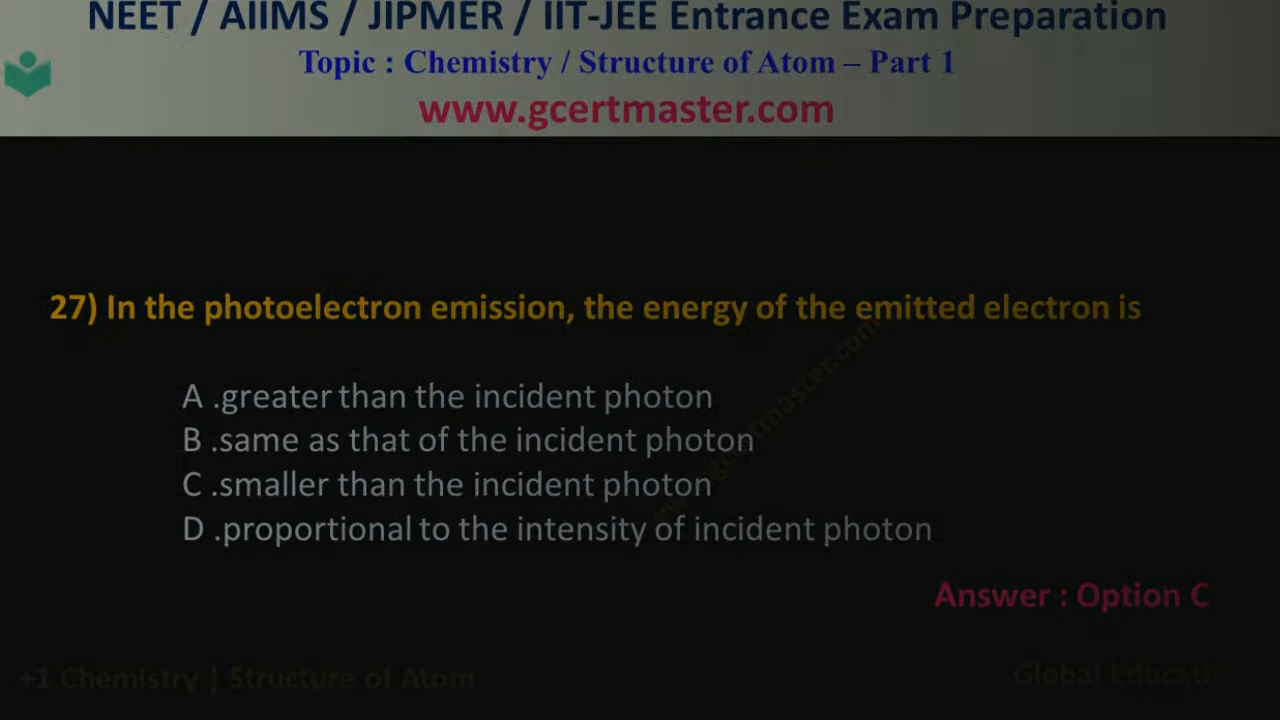 NEET / AIIMS / JIPMER / IIT-JEE Entrance Exam Preparation
Topic : Chemistry / Structure of Atom – Part 1
www.gcertmaster.com
27) In the photoelectron emission, the energy of the emitted electron is
A .greater than the incident photon
B .same as that of the incident photon
C .smaller than the incident photon
D .proportional to the intensity of incident photon
Answer : Option C
+1 Chemistry | Structure of Atom
Global Education